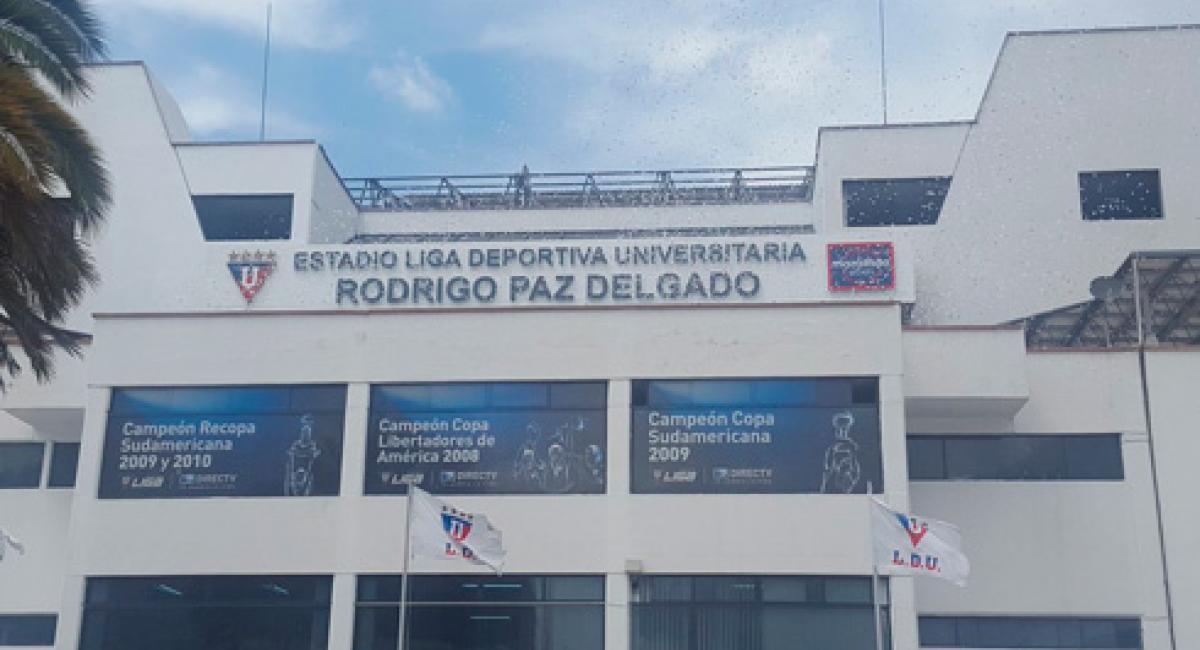 ESTADIO LIGA DEPORTIVA UNIVERSITARIA
U
RODRIGO PAZ DELGADO
Campeón Recopa
Sudamericana
2009 y 2010
LIGA DIRECTV
Campeón Copa
Libertadores de
América 2008
LIGA DIRECTV
Campeón Copa
Sudamericana
2009
LIGA DIRECTV
U
L.D.U.
L.D.U.